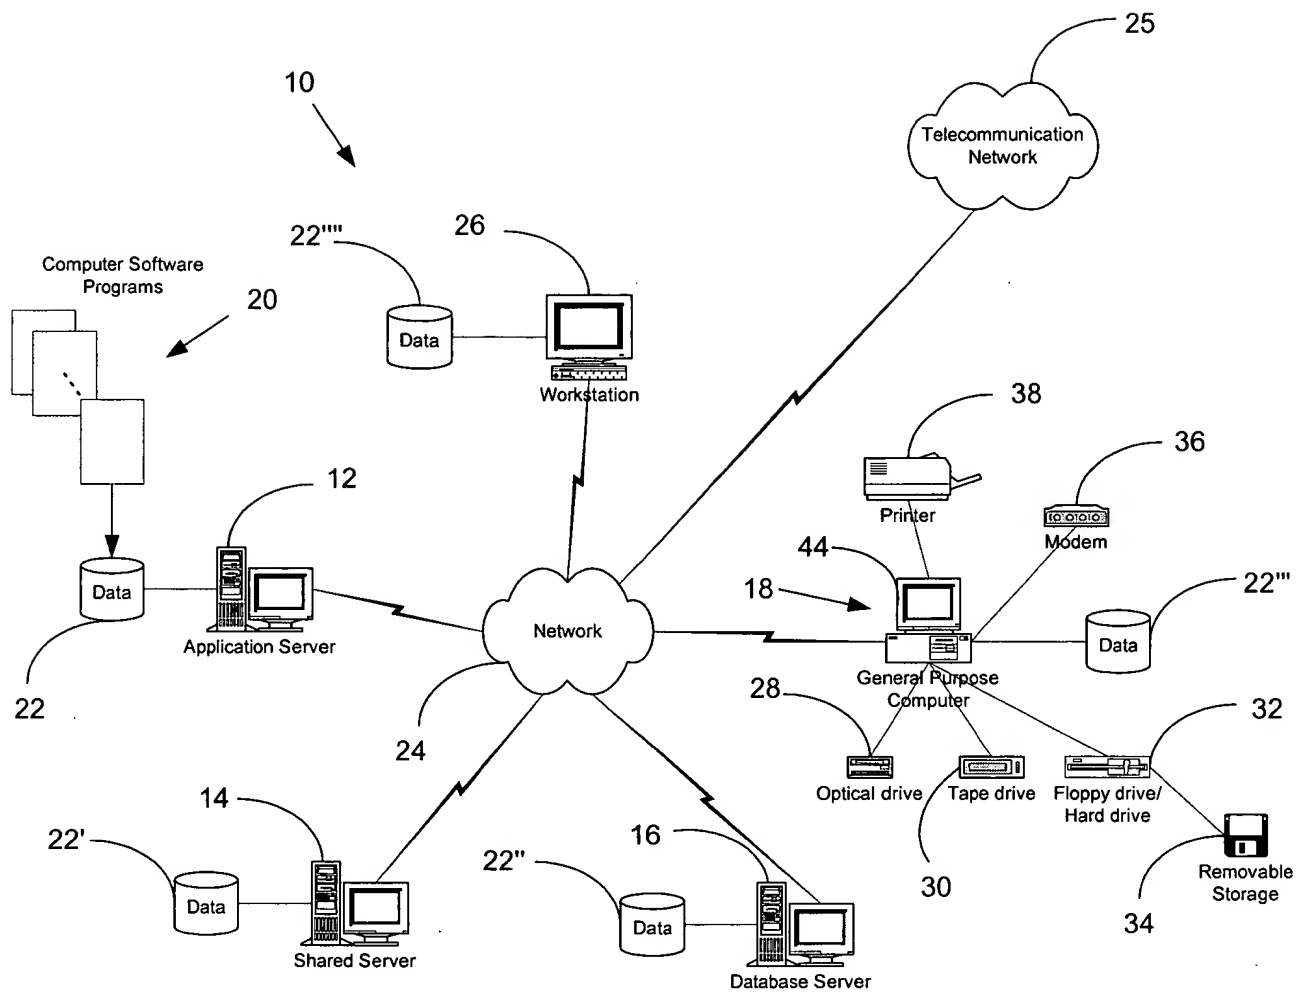 25
10
Telecommunication
Network
22''''
26
Computer Software
Programs
20
Data
Workstation
38
36
12
Printer
Modem
44
18
22'''
Data
Application Server
Network
Data
General Purpose
Computer
22
24
28
32
Optical drive
Tape drive
Floppy drive/
Hard drive
14
16
22'
22''
30
34
Removable
Storage
Data
Data
Shared Server
Database Server